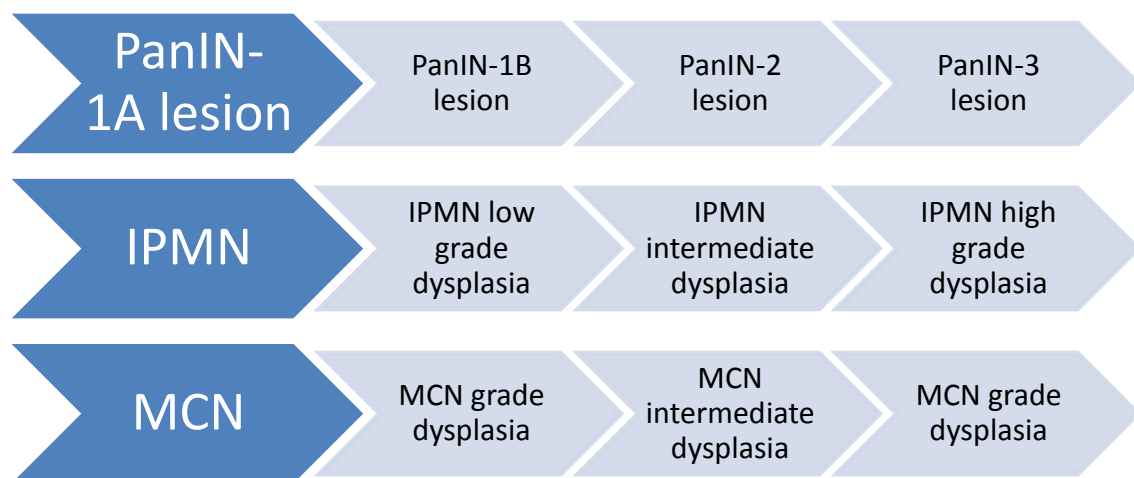 PanIN-
1A lesion
PanIN-1B
lesion
PanIN-2
lesion
PanIN-3
lesion
IPMN
IPMN low
grade
dysplasia
IPMN
intermediate
dysplasia
IPMN high
grade
dysplasia
MCN
MCN grade
dysplasia
MCN
intermediate
dysplasia
MCN grade
dysplasia